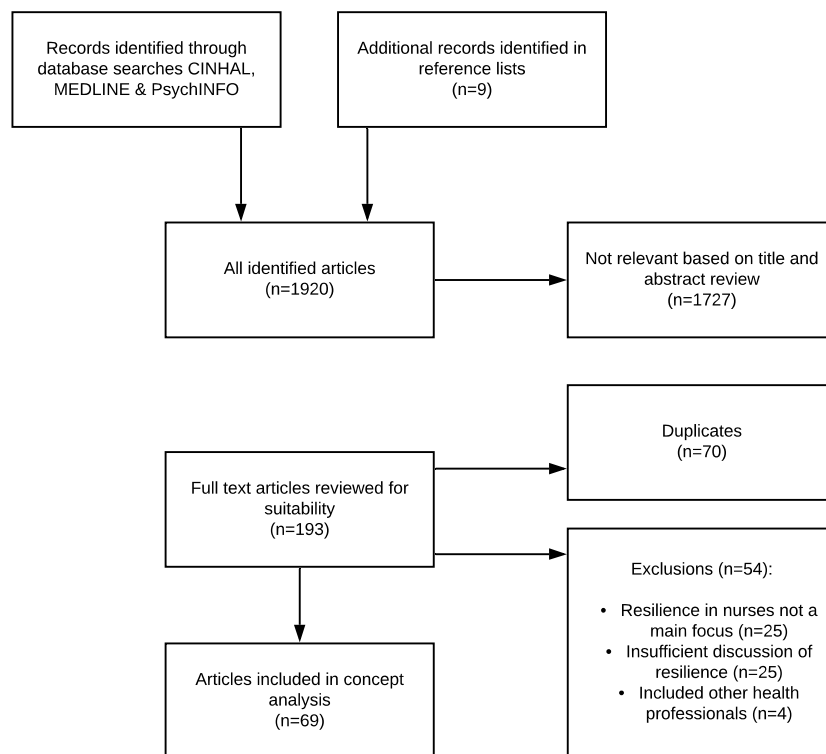 Records identified through
database searches CINHAL,
MEDLINE & PsychINFO
Additional records identified in
reference lists
(n=9)
All identified articles
(n=1920)
Not relevant based on title and
abstract review
(n=1727)
Duplicates
(n=70)
Full text articles reviewed for
suitability
(n=193)
Exclusions (n=54):
• Resilience in nurses not a
main focus (n=25)
• Insufficient discussion of
resilience (n=25)
• Included other health
professionals (n=4)
Articles included in concept
analysis
(n=69)